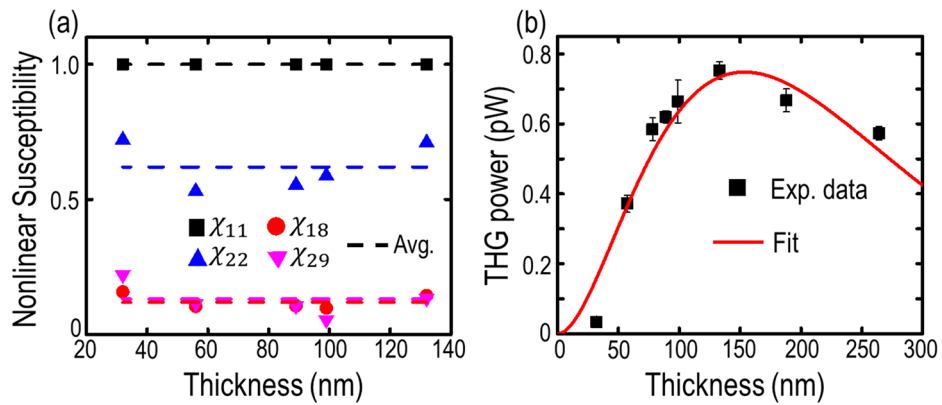 (a)
Nonlinear Susceptibility
1.0
0.5
0
χ11
χ18
χ22
χ29
Avg.
20 40 60 80 100 120 140
Thickness (nm)
(b)
THG power (pW)
0.8
0.6
0.4
0.2
0
Exp. data
Fit
0 50 100 150 200 250 300
Thickness (nm)